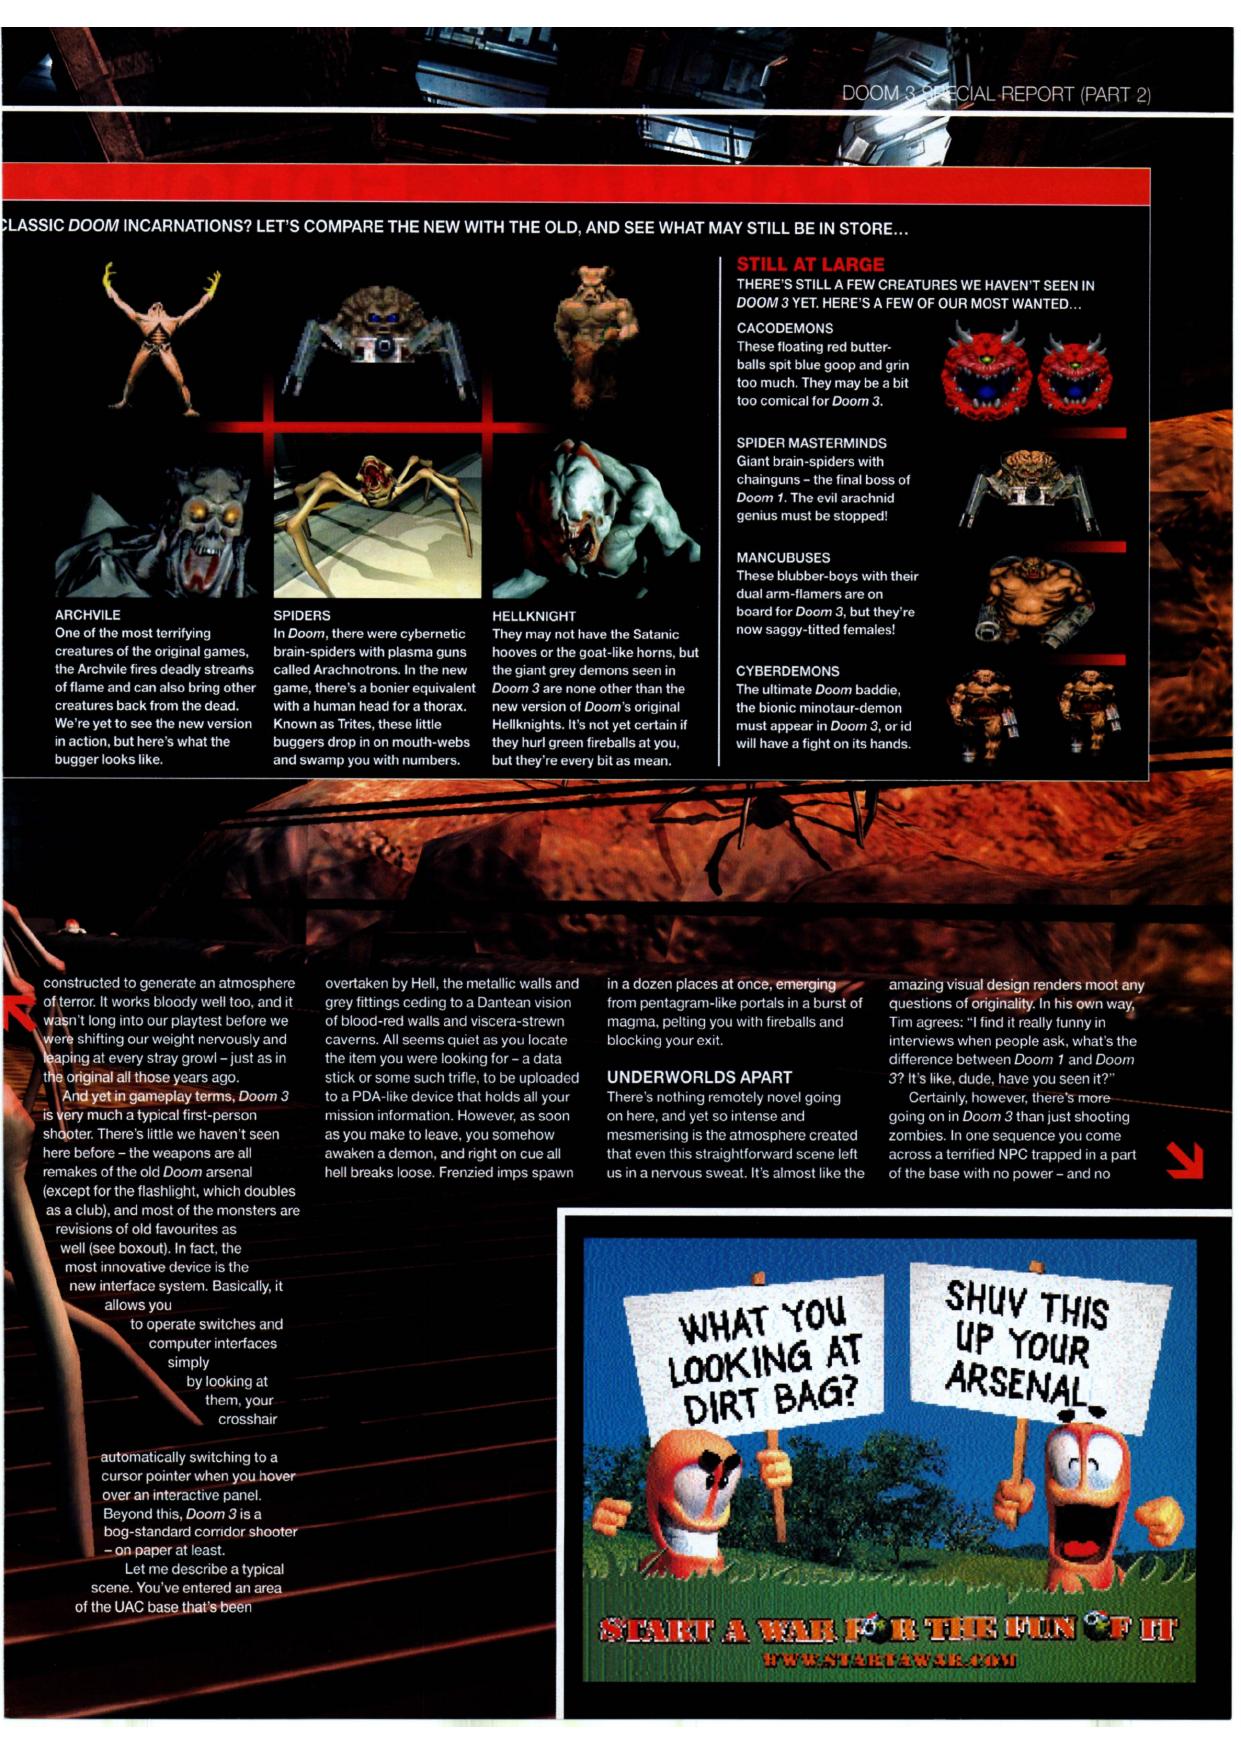 DOOM 3 SPECIAL REPORT (PART 2)
CLASSIC DOOM INCARNATIONS? LET'S COMPARE THE NEW WITH THE OLD, AND SEE WHAT MAY STILL BE IN STORE...
ARCHVILE
One of the most terrifying
creatures of the original games,
the Archvile fires deadly streams
of flame and can also bring other
creatures back from the dead.
We're yet to see the new version
in action, but here's what the
bugger looks like.
SPIDERS
In Doom, there were cybernetic
brain-spiders with plasma guns
called Arachnotrons. In the new
game, there's a bonier equivalent
with a human head for a thorax.
Known as Trites, these little
buggers drop in on mouth-webs
and swamp you with numbers.
HELLKNIGHT
They may not have the Satanic
hooves or the goat-like horns, but
the giant grey demons seen in
Doom 3 are none other than the
new version of Doom's original
Hellknights. It's not yet certain if
they hurl green fireballs at you,
but they're every bit as mean.
STILL AT LARGE
THERE'S STILL A FEW CREATURES WE HAVEN'T SEEN IN
DOOM 3 YET. HERE'S A FEW OF OUR MOST WANTED...
CACODEMONS
These floating red butter-
balls spit blue goop and grin
too much. They may be a bit
too comical for Doom 3.
SPIDER MASTERMINDS
Giant brain-spiders with
chainguns – the final boss of
Doom 1. The evil arachnid
genius must be stopped!
MANCUBUSES
These blubber-boys with their
dual arm-flamers are on
board for Doom 3, but they're
now saggy-titted females!
CYBERDEMONS
The ultimate Doom baddie,
the bionic minotaur-demon
must appear in Doom 3, or id
will have a fight on its hands.
constructed to generate an atmosphere
of terror. It works bloody well too, and it
wasn't long into our playtest before we
were shifting our weight nervously and
leaping at every stray growl – just as in
the original all those years ago.
And yet in gameplay terms, Doom 3
is very much a typical first-person
shooter. There's little we haven't seen
here before – the weapons are all
remakes of the old Doom arsenal
(except for the flashlight, which doubles
as a club), and most of the monsters are
revisions of old favourites as
well (see boxout). In fact, the
most innovative device is the
new interface system. Basically, it
allows you
to operate switches and
computer interfaces
simply
by looking at
them, your
crosshair
automatically switching to a
cursor pointer when you hover
over an interactive panel.
Beyond this, Doom 3 is a
bog-standard corridor shooter
– on paper at least.
Let me describe a typical
scene. You've entered an area
of the UAC base that's been
overtaken by Hell, the metallic walls and
grey fittings ceding to a Dantean vision
of blood-red walls and viscera-strewn
caverns. All seems quiet as you locate
the item you were looking for – a data
stick or some such trifle, to be uploaded
to a PDA-like device that holds all your
mission information. However, as soon
as you make to leave, you somehow
awaken a demon, and right on cue all
hell breaks loose. Frenzied imps spawn
in a dozen places at once, emerging
from pentagram-like portals in a burst of
magma, pelting you with fireballs and
blocking your exit.
UNDERWORLDS APART
There's nothing remotely novel going
on here, and yet so intense and
mesmerising is the atmosphere created
that even this straightforward scene left
us in a nervous sweat. It's almost like the
amazing visual design renders moot any
questions of originality. In his own way,
Tim agrees: "I find it really funny in
interviews when people ask, what's the
difference between Doom 1 and Doom
3? It's like, dude, have you seen it?"
Certainly, however, there's more
going on in Doom 3 than just shooting
zombies. In one sequence you come
across a terrified NPC trapped in a part
of the base with no power – and no
WHAT YOU
LOOKING AT
DIRT BAG?
SHUV THIS
UP YOUR
ARSENAL
START A WAR FOR THE FUN OF IT
WWW.STARTAWAR.COM